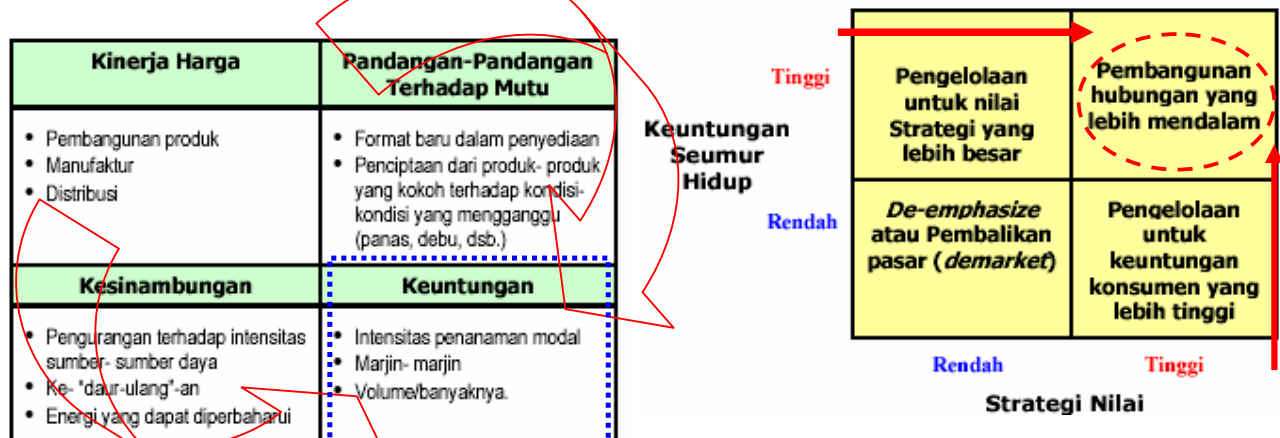 Kinerja Harga
Pandangan-Pandangan
Terhadap Mutu
• Pembangunan produk
• Manufaktur
• Distribusi
• Format baru dalam penyediaan
• Penciptaan dari produk- produk
yang kokoh terhadap kondisi-
kondisi yang mengganggu
(panas, debu, dsb.)
Kesinambungan
Keuntungan
• Pengurangan terhadap intensitas
sumber- sumber daya
• Ke- "daur-ulang"-an
• Energi yang dapat diperbaharui
• Intensitas penanaman modal
• Marjin- marjin
• Volume/banyaknya.
Keuntungan
Seumur
Hidup
Tinggi
Rendah
Pengelolaan
untuk nilai
Strategi yang
lebih besar
Pembangunan
hubungan yang
lebih mendalam
De-emphasize
atau Pembalikan
pasar (demarket)
Pengelolaan
untuk
keuntungan
konsumen yang
lebih tinggi
Rendah
Tinggi
Strategi Nilai